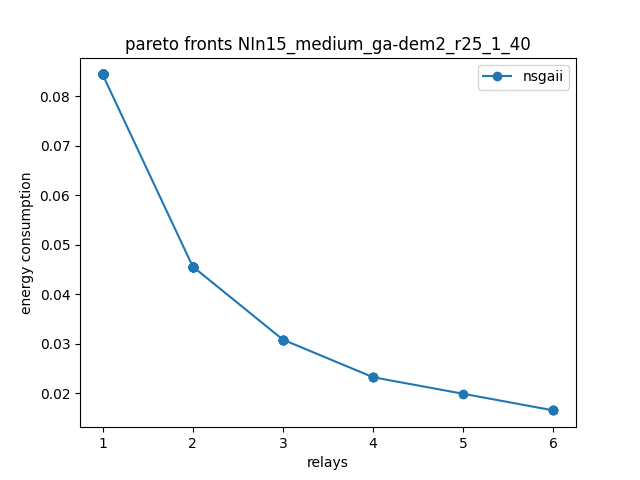 pareto fronts NIn15_medium_ga-dem2_r25_1_40
nsgaii
energy consumption
0.08
0.07
0.06
0.05
0.04
0.03
0.02
1 2 3 4 5 6
relays